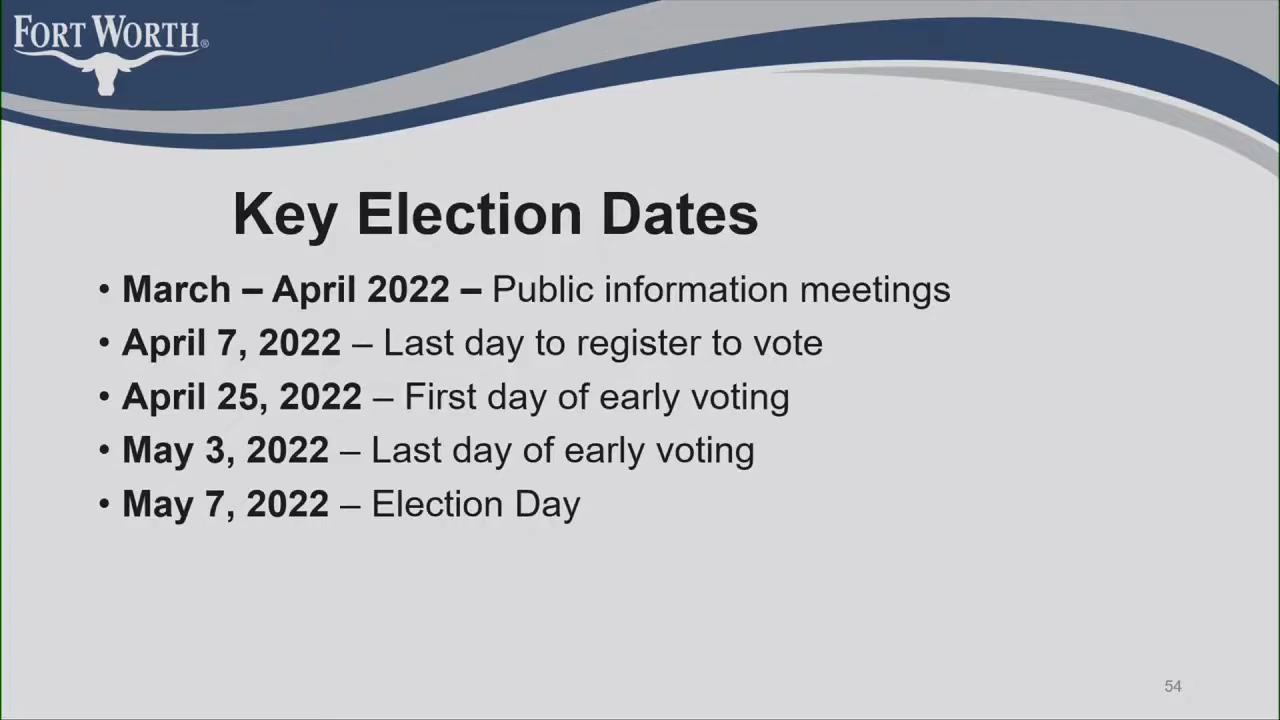 FORT WORTH®
Key Election Dates
• March – April 2022 – Public information meetings
• April 7, 2022 – Last day to register to vote
• April 25, 2022 – First day of early voting
• May 3, 2022 – Last day of early voting
• May 7, 2022 – Election Day
54